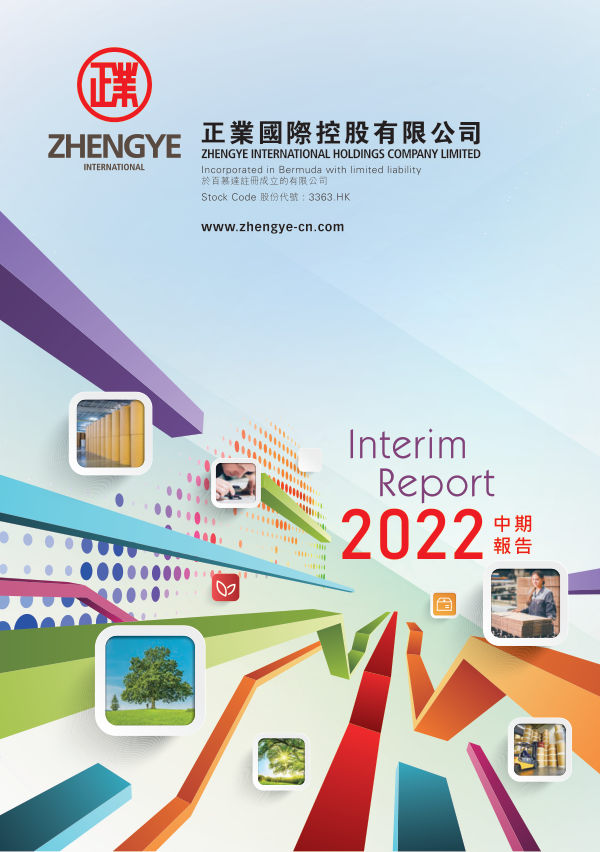 正業
ZHENGYE
INTERNATIONAL
正業國際控股有限公司
ZHENGYE INTERNATIONAL HOLDINGS COMPANY LIMITED
Incorporated in Bermuda with limited liability
於百慕達註冊成立的有限公司
Stock Code 股份代號 : 3363.HK
www.zhengye-cn.com
Interim
Report
2022 中期
報告